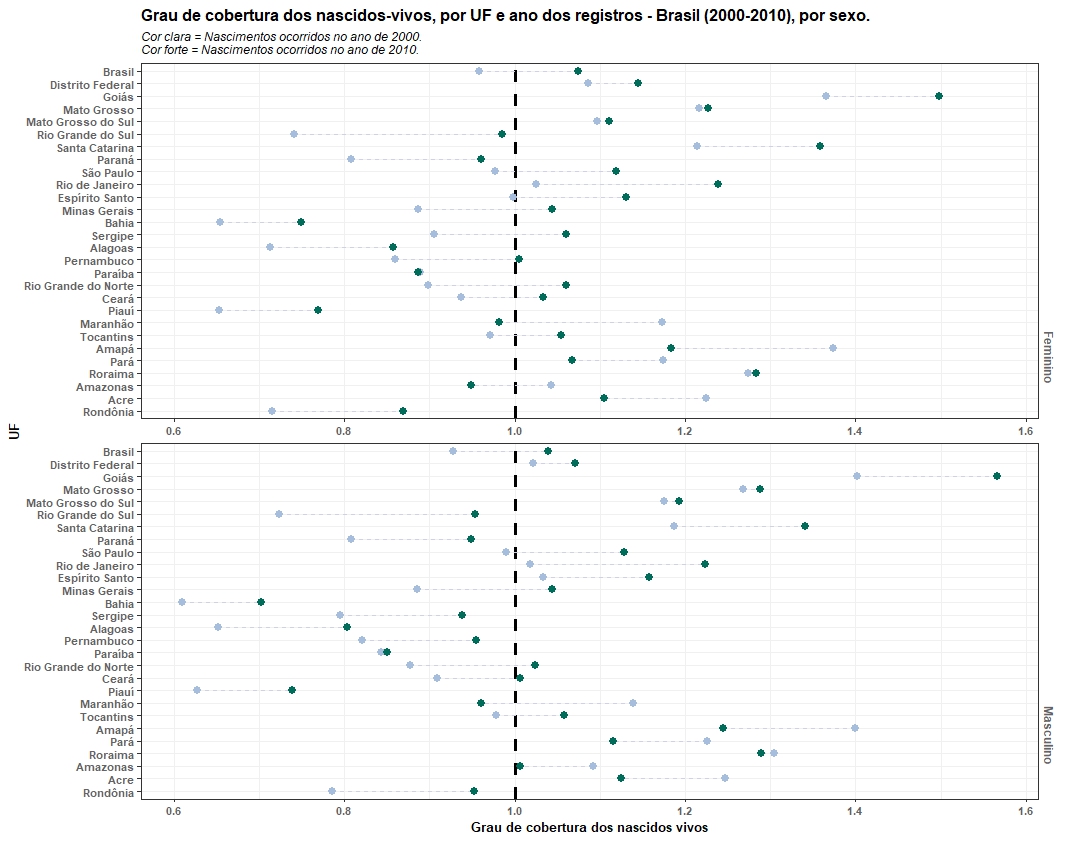 Grau de cobertura dos nascidos-vivos, por UF e ano dos registros - Brasil (2000-2010), por sexo.
Cor clara = Nascimentos ocorridos no ano de 2000.
Cor forte = Nascimentos ocorridos no ano de 2010.
Brasil
Distrito Federal
Goiás
Mato Grosso
Mato Grosso do Sul
Rio Grande do Sul
Santa Catarina
Paraná
São Paulo
Rio de Janeiro
Espírito Santo
Minas Gerais
Bahia
Sergipe
Alagoas
Pernambuco
Paraíba
Rio Grande do Norte
Ceará
Piauí
Maranhão
Tocantins
Amapá
Pará
Roraima
Amazonas
Acre
Rondônia
Feminino
0.6 0.8 1.0 1.2 1.4 1.6
UF
Brasil
Distrito Federal
Goiás
Mato Grosso
Mato Grosso do Sul
Rio Grande do Sul
Santa Catarina
Paraná
São Paulo
Rio de Janeiro
Espírito Santo
Minas Gerais
Bahia
Sergipe
Alagoas
Pernambuco
Paraíba
Rio Grande do Norte
Ceará
Piauí
Maranhão
Tocantins
Amapá
Pará
Roraima
Amazonas
Acre
Rondônia
Masculino
0.6 0.8 1.0 1.2 1.4 1.6
Grau de cobertura dos nascidos vivos